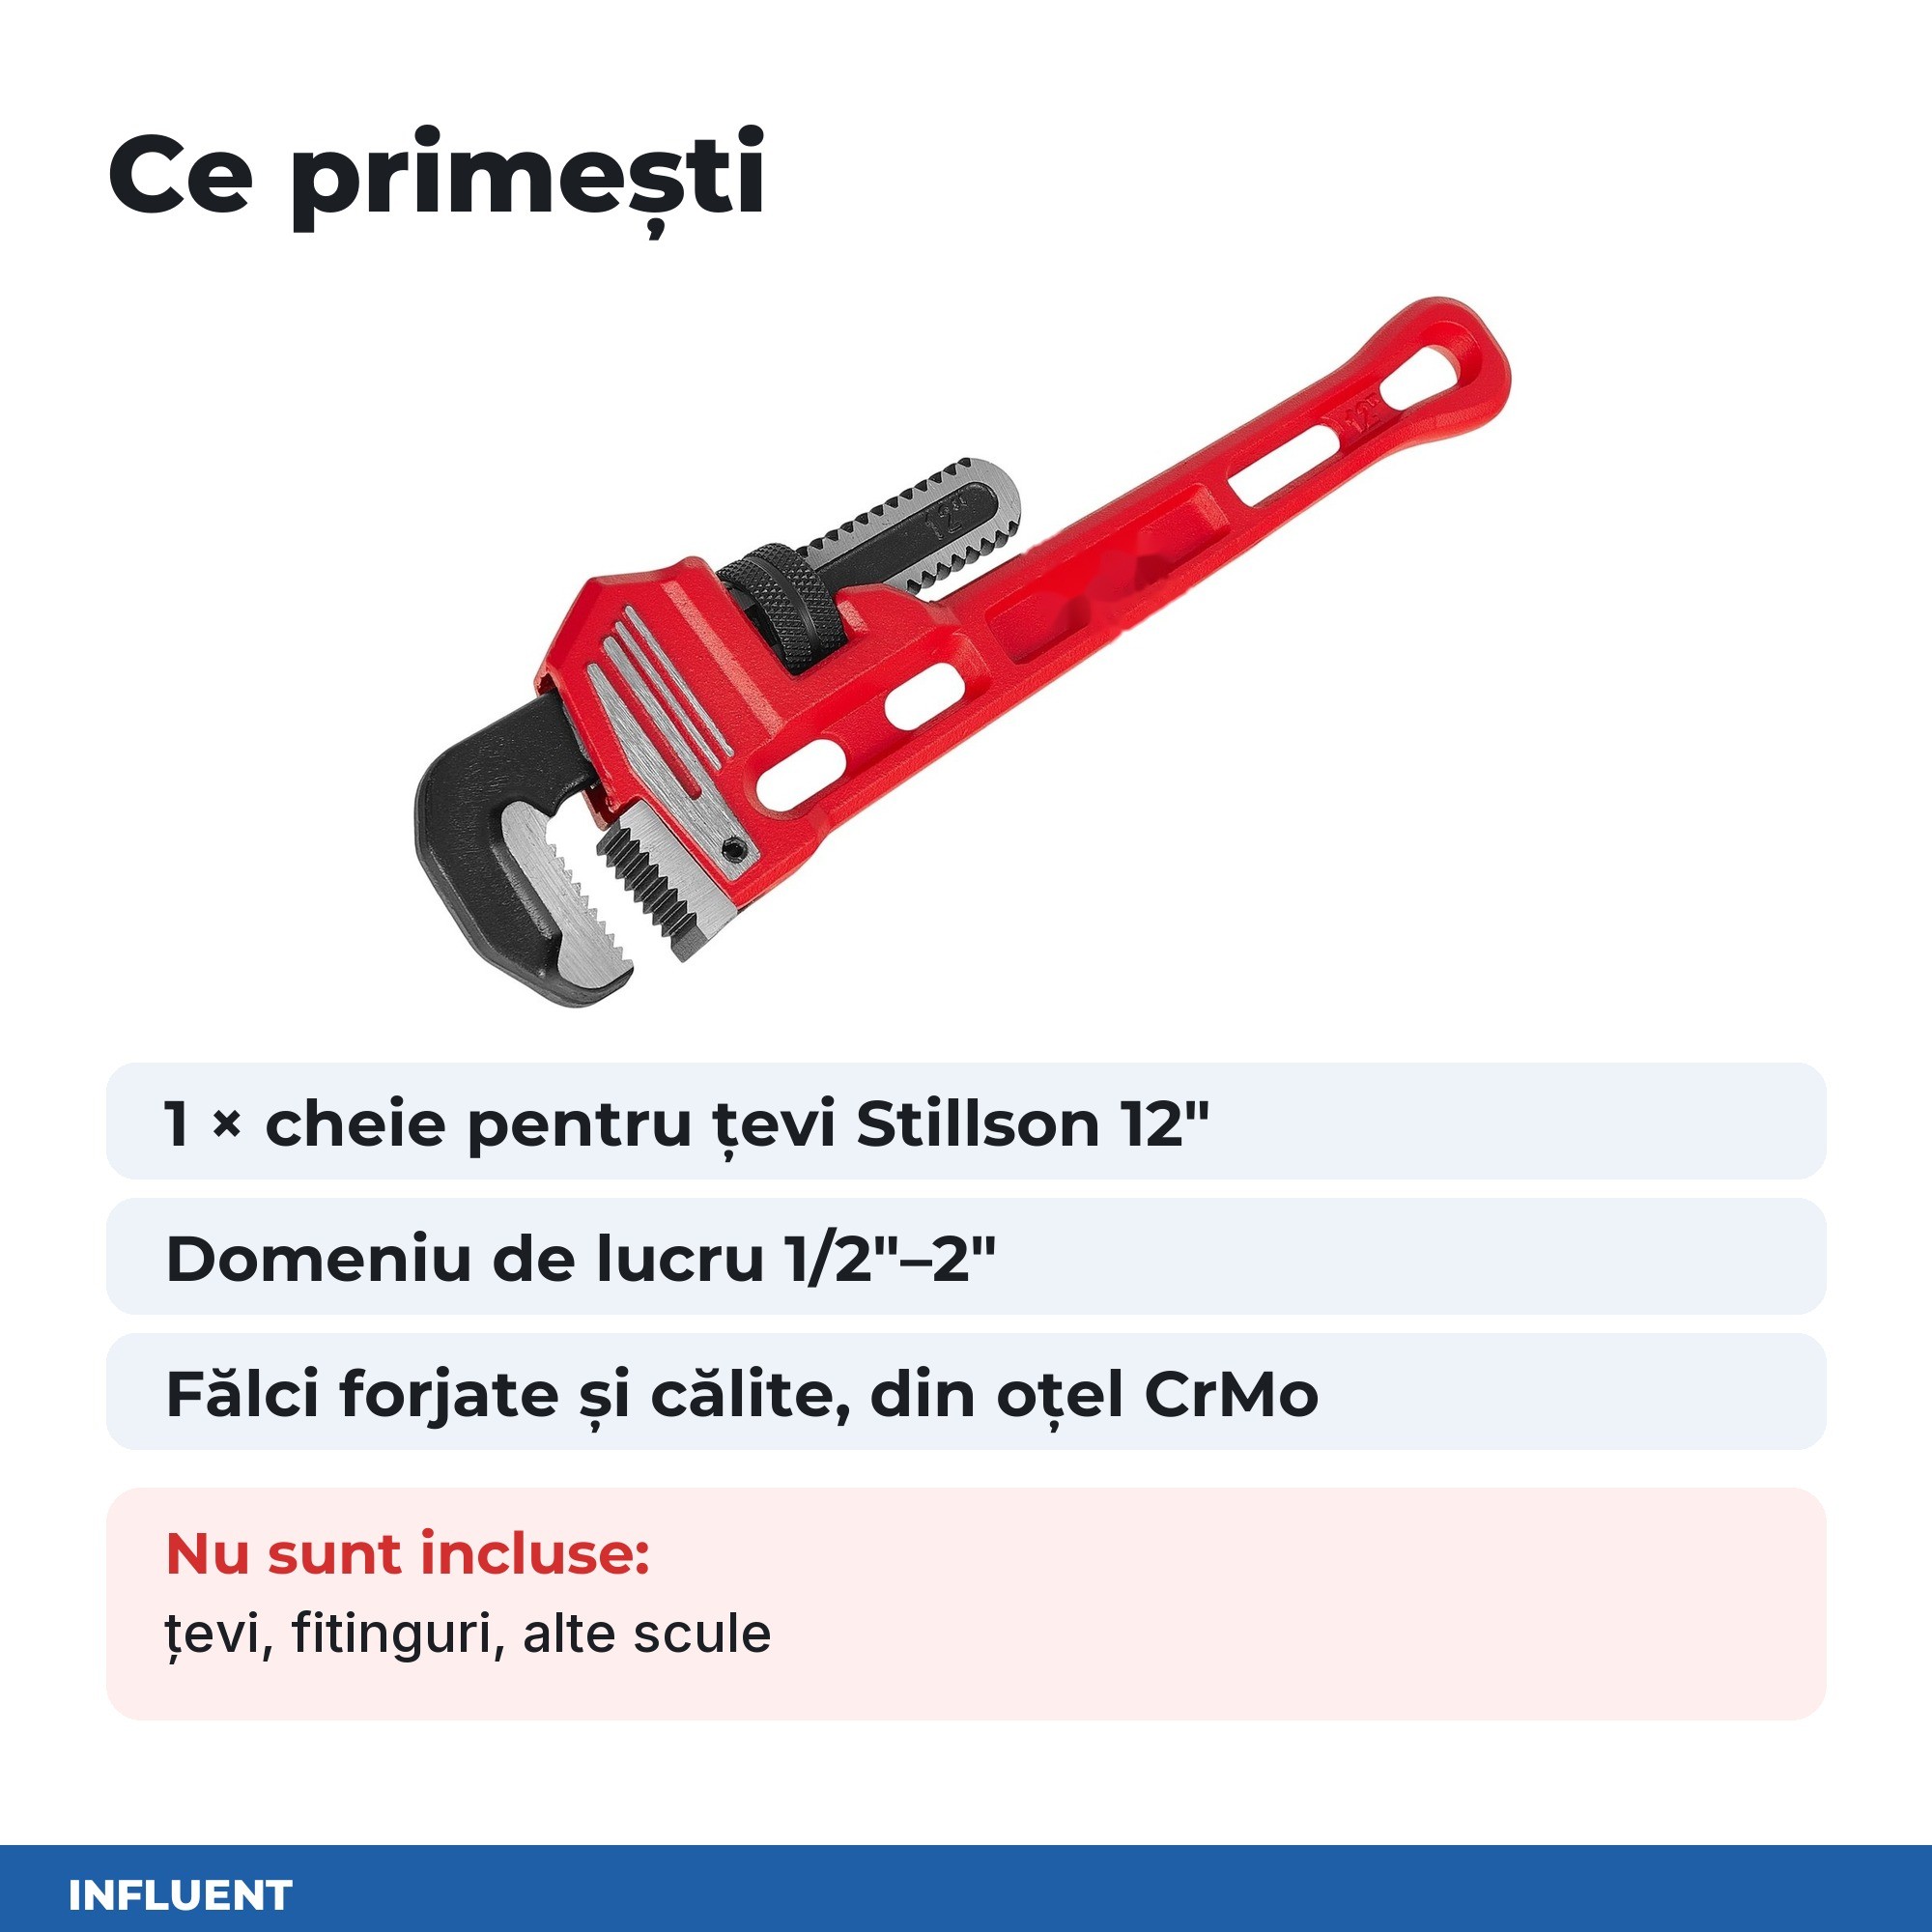 Ce primești
12"
12"
1 × cheie pentru țevi Stillson 12"
Domeniu de lucru 1/2"–2"
Fălci forjate și călite, din oțel CrMo
Nu sunt incluse:
țevi, fitinguri, alte scule
INFLUENT